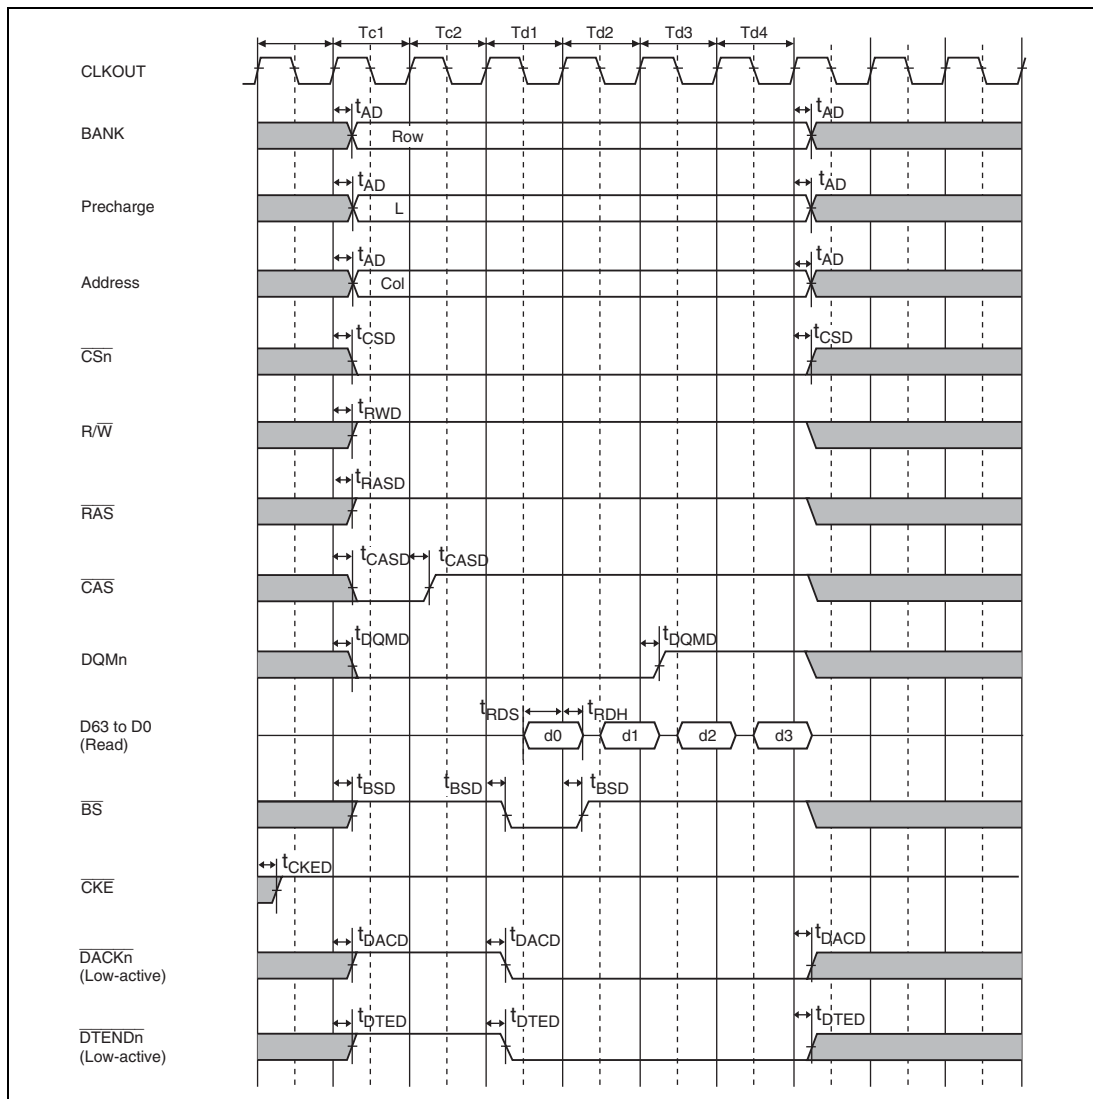 Tc1 Tc2 Td1 Td2 Td3 Td4
CLKOUT
tAD tAD
BANK Row
tAD tAD
Precharge L
tAD tAD
Address Col
tCSD tCSD
CSn
tRWD
R/W
tRASD
RAS
tCASD tCASD
CAS
tDQMD tDQMD
DQMn
tRDS tRDH
D63 to D0
(Read)
d0 d1 d2 d3
tBSD tBSD tBSD
BS
tCKED
CKE
tDACD tDACD tDACD
DACKn
(Low-active)
tDTED tDTED tDTED
DTENDn
(Low-active)